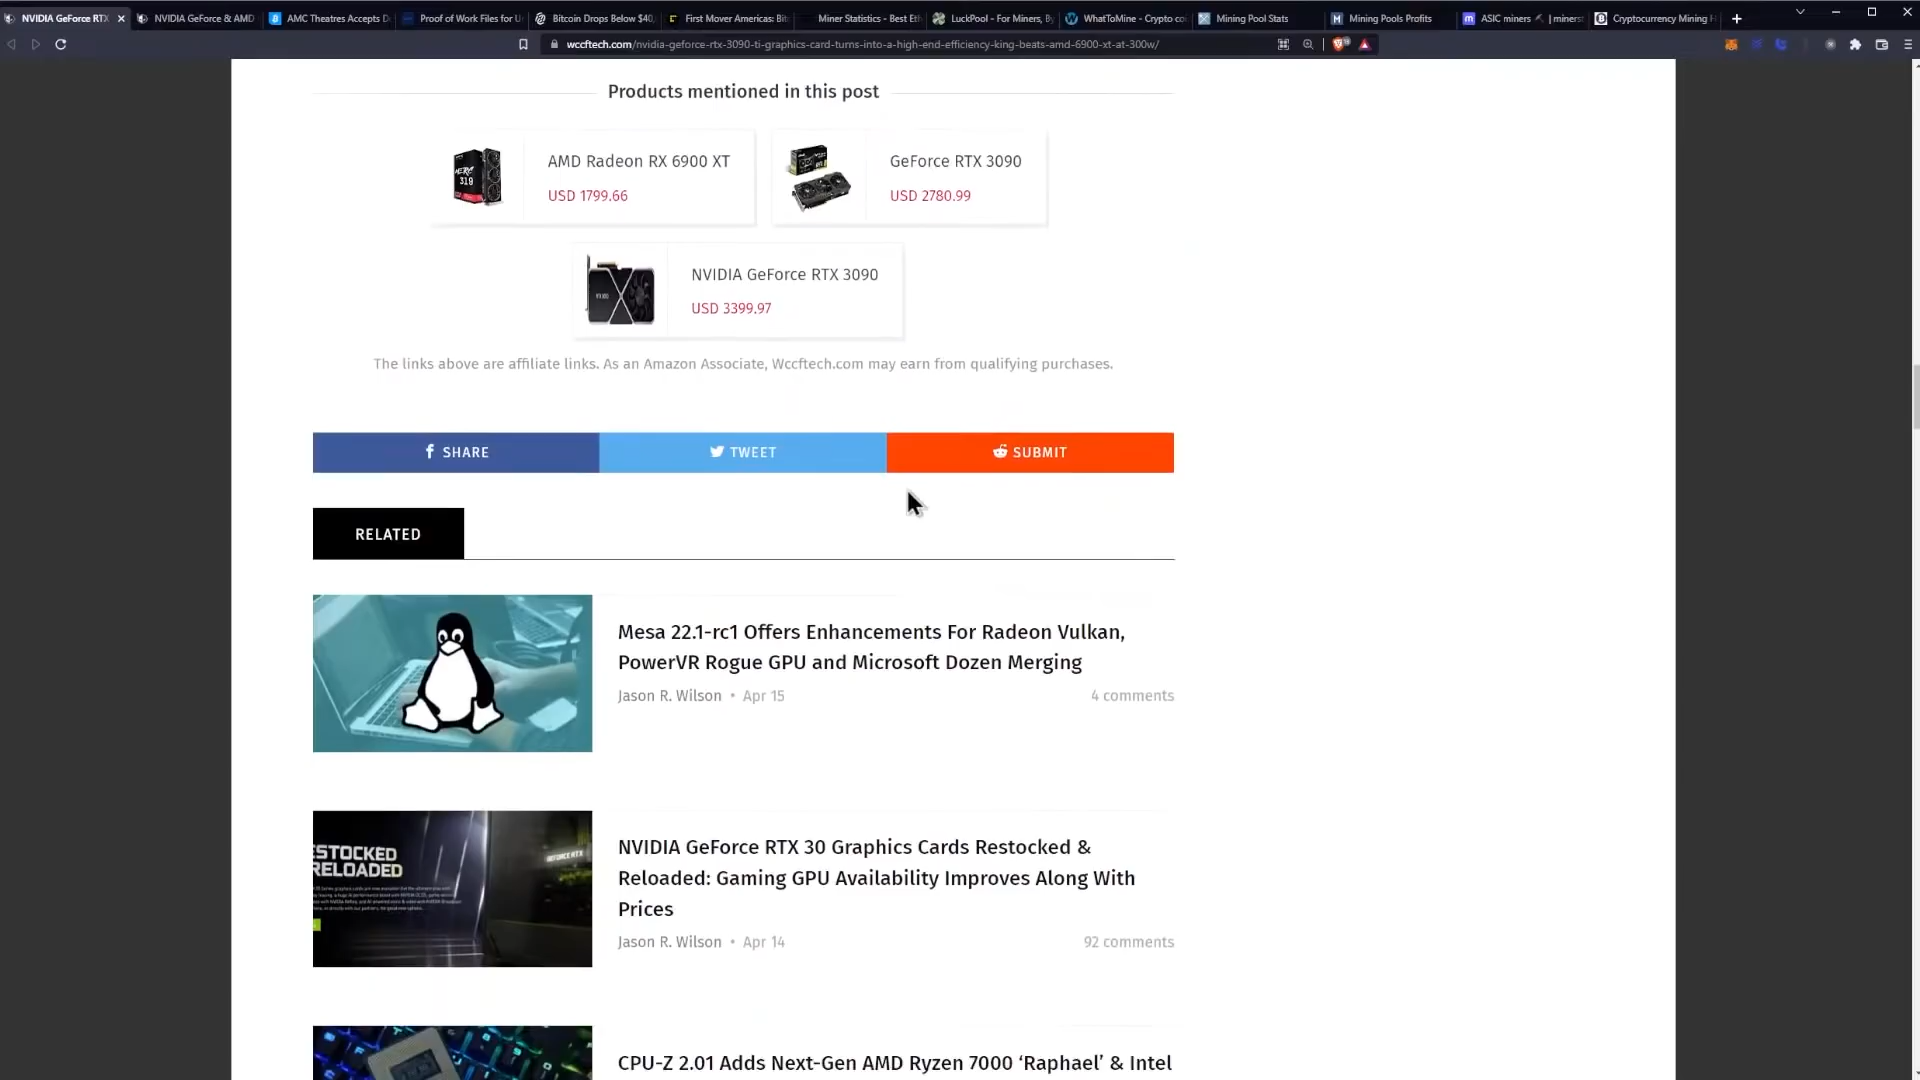 NVIDIA GeForce RTX
NVIDIA GeForce & AMD
AMC Theatres Accepts D
Proof of Work Files for U
Bitcoin Drops Below $40,
First Mover Americas: Bit
Miner Statistics - Best Eth
LuckPool - For Miners, By
WhatToMine - Crypto co
Mining Pool Stats
Mining Pools Profits
ASIC miners
miners
Cryptocurrency Mining H
wccftech.com/nvidia-geforce-rtx-3090-ti-graphics-card-turns-into-a-high-end-efficiency-king-beats-amd-6900-xt-at-300w/
Products mentioned in this post
AMD Radeon RX 6900 XT
USD 1799.66
GeForce RTX 3090
USD 2780.99
NVIDIA GeForce RTX 3090
USD 3399.97
The links above are affiliate links. As an Amazon Associate, Wccftech.com may earn from qualifying purchases.
SHARE
TWEET
SUBMIT
RELATED
Mesa 22.1-rc1 Offers Enhancements For Radeon Vulkan,
PowerVR Rogue GPU and Microsoft Dozen Merging
Jason R. Wilson • Apr 15
4 comments
ESTOCKED
RELOADED
GEFORCE RTX
NVIDIA GeForce RTX 30 Graphics Cards Restocked &
Reloaded: Gaming GPU Availability Improves Along With
Prices
Jason R. Wilson • Apr 14
92 comments
CPU-Z 2.01 Adds Next-Gen AMD Ryzen 7000 ‘Raphael’ & Intel